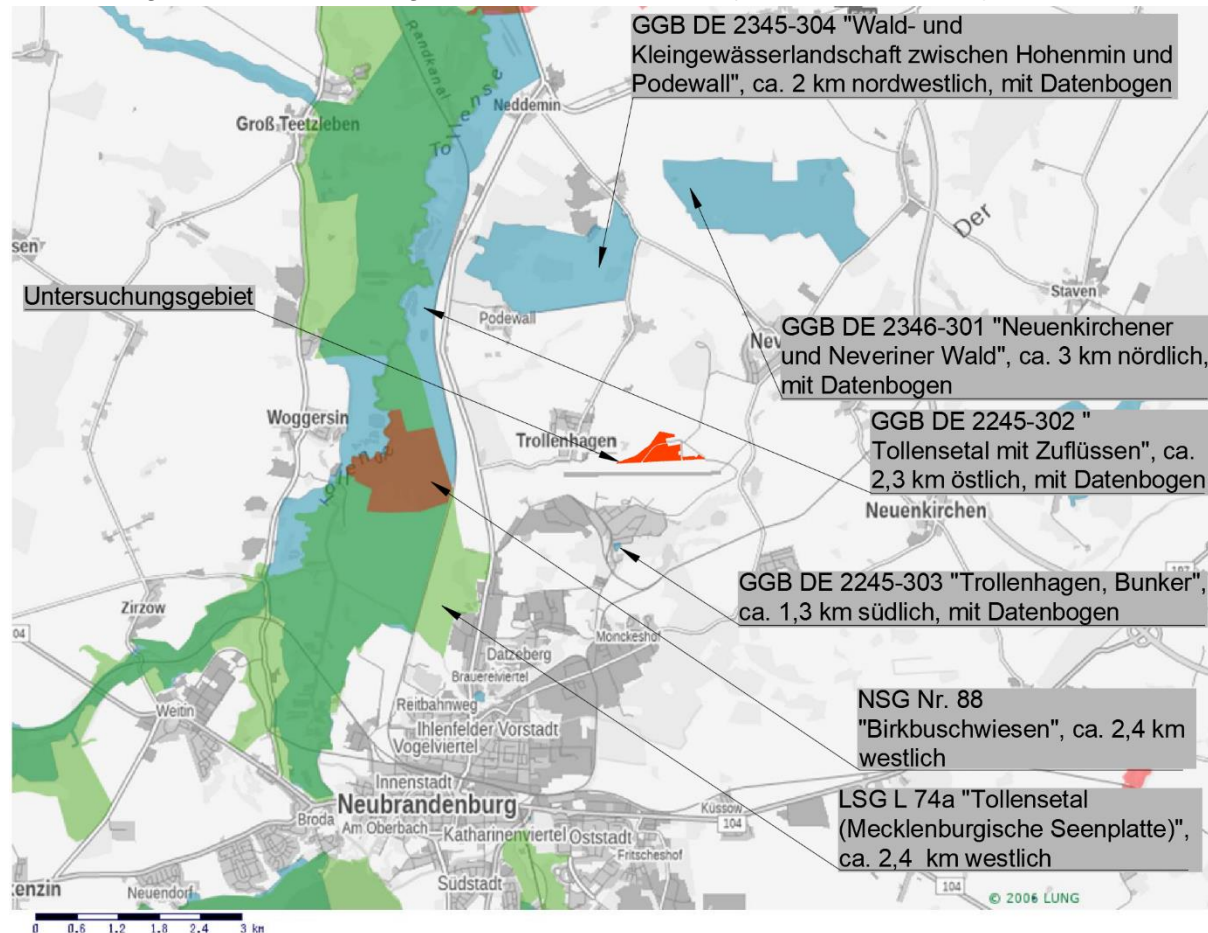 GGB DE 2345-304 "Wald- und
Kleingewässerlandschaft zwischen Hohenmin und
Podewall", ca. 2 km nordwestlich, mit Datenbogen
Randkanal
Neddemin
Groß Teetzleben
Tollense
Der
sen
Staven
Untersuchungsgebiet
Podewall
Nev
GGB DE 2346-301 "Neuenkirchener
und Neveriner Wald", ca. 3 km nördlich,
mit Datenbogen
Woggersin
Trollenhagen
GGB DE 2245-302 "
Tollensetal mit Zuflüssen", ca.
2,3 km östlich, mit Datenbogen
Tollense
Neuenkirchen
GGB DE 2245-303 "Trollenhagen, Bunker",
ca. 1,3 km südlich, mit Datenbogen
Zirzow
04
Monckeshof
Datzeberg
Brauereiviertel
Weitin
Reitbahnweg
Ihlenfelder Vorstadt
Vogelviertel
NSG Nr. 88
"Birkbuschwiesen", ca. 2,4 km
westlich
Innenstadt
Neubrandenburg
Küssow
104
Broda
Am Oberbach
Katharinenviertel
Oststadt
Fritscheshof
LSG L 74a "Tollensetal
(Mecklenburgische Seenplatte)",
ca. 2,4 km westlich
kenzin
Neuendorf
Südstadt
104
© 2006 LUNG
0 0.6 1.2 1.8 2.4 3 km